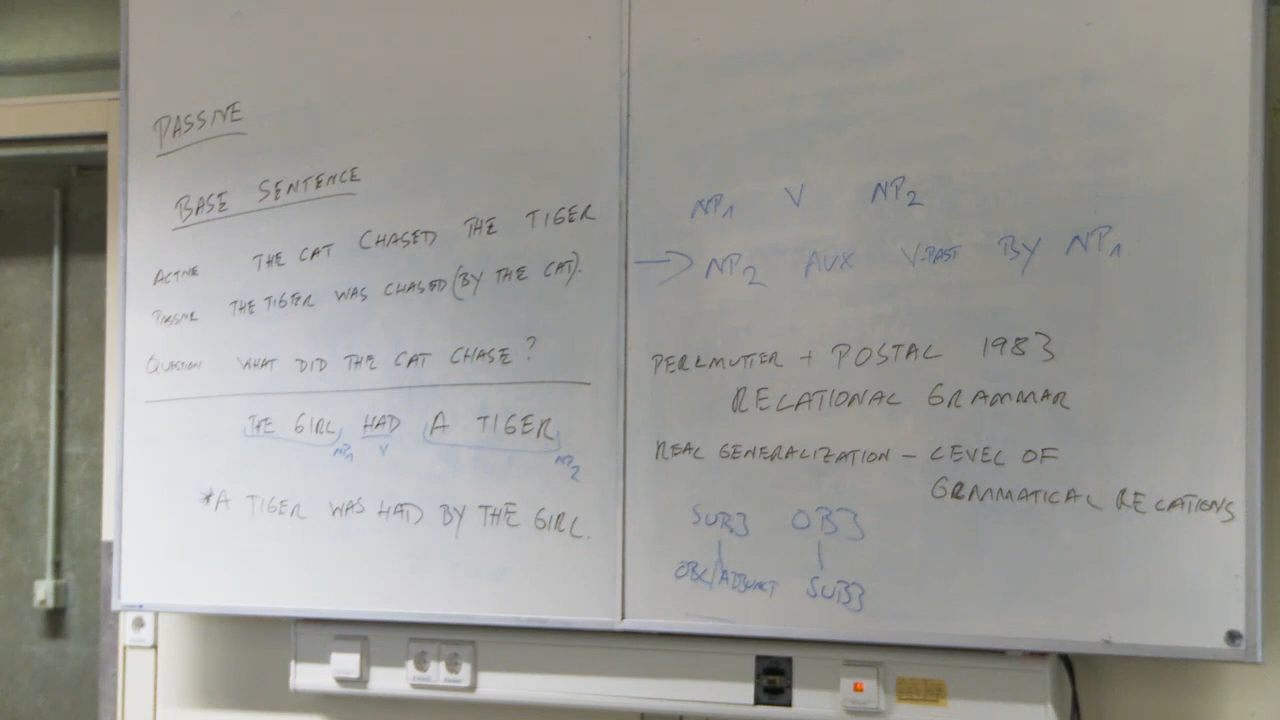 PASSIVE
BASE SENTENCE
ACTIVE THE CAT CHASED THE TIGER
PASSIVE THE TIGER WAS CHASED (BY THE CAT).
QUESTION WHAT DID THE CAT CHASE?
THE GIRL HAD A TIGER
NP1 V NP2
*A TIGER WAS HAD BY THE GIRL.
NP1 V NP2
→ NP2 AUX V-PAST BY NP1
PERLMUTTER + POSTAL 1983
RELATIONAL GRAMMAR
REAL GENERALIZATION – LEVEL OF
GRAMMATICAL RELATIONS
SUBJ OBJ
OBL/ADJUNCT SUBJ